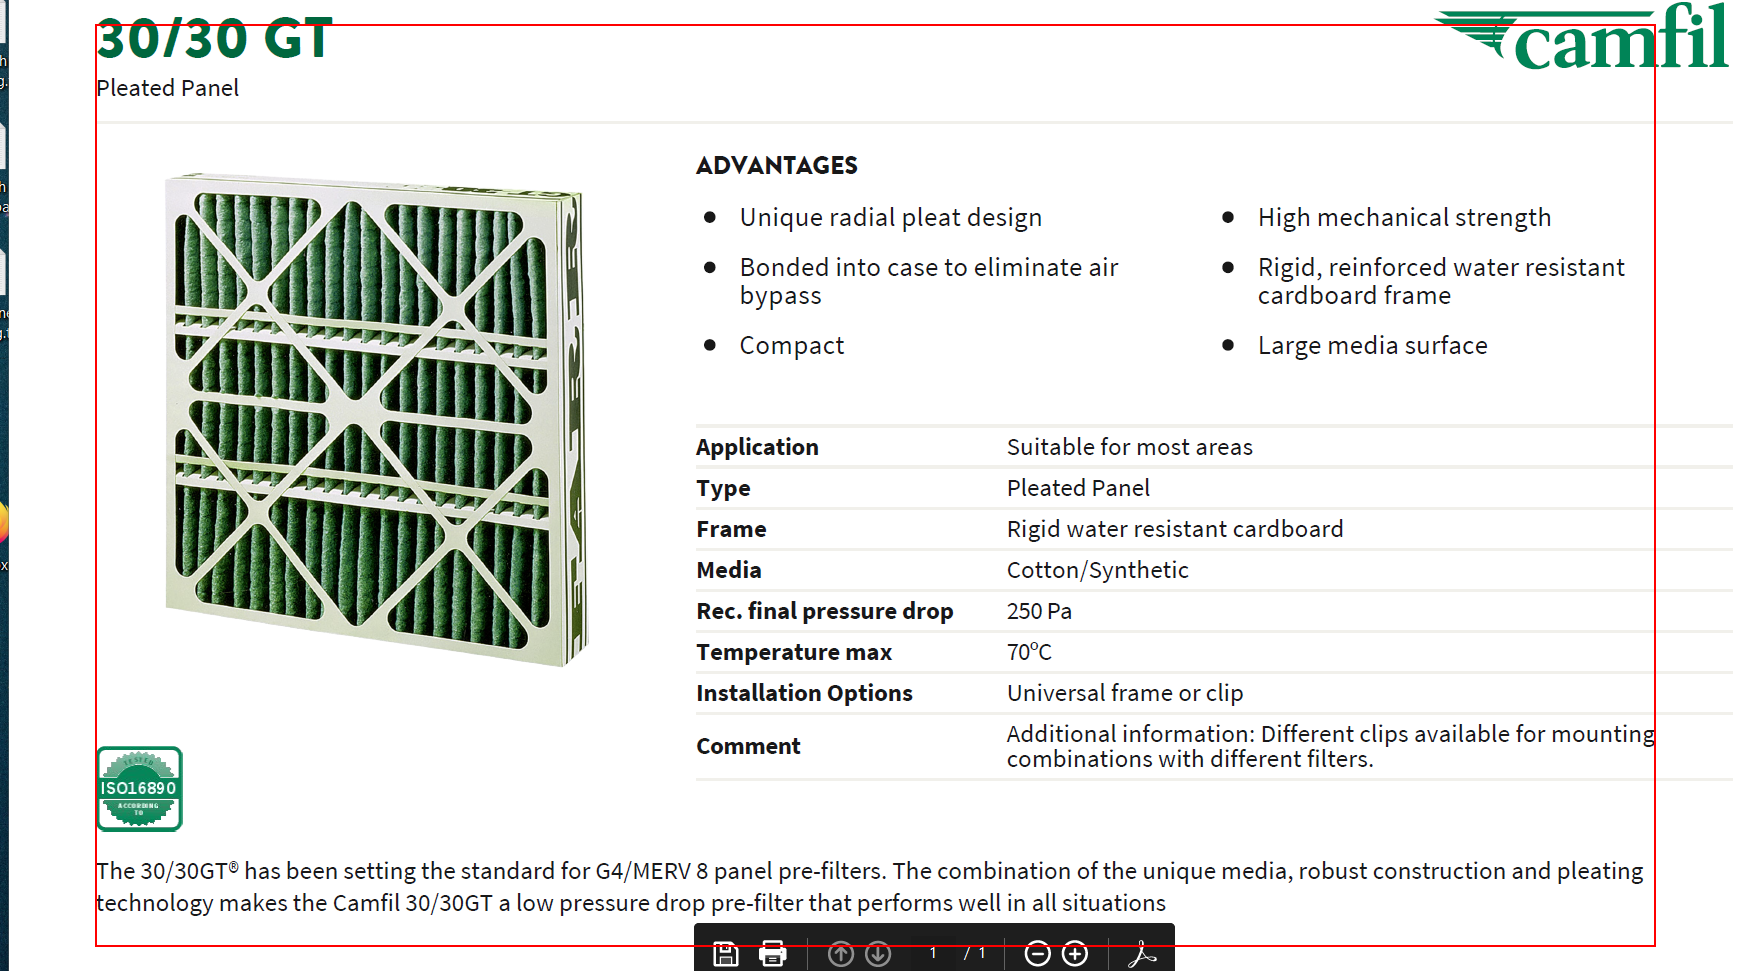 30/30 GT
camfil
Pleated Panel
ADVANTAGES
Unique radial pleat design
Bonded into case to eliminate air
bypass
Compact
High mechanical strength
Rigid, reinforced water resistant
cardboard frame
Large media surface
Application Suitable for most areas
Type Pleated Panel
Frame Rigid water resistant cardboard
Media Cotton/Synthetic
Rec. final pressure drop 250 Pa
Temperature max 70°C
Installation Options Universal frame or clip
Comment Additional information: Different clips available for mounting
combinations with different filters.
TESTED
ISO16890
ACCORDING
TO
The 30/30GT® has been setting the standard for G4/MERV 8 panel pre-filters. The combination of the unique media, robust construction and pleating
technology makes the Camfil 30/30GT a low pressure drop pre-filter that performs well in all situations
1 / 1